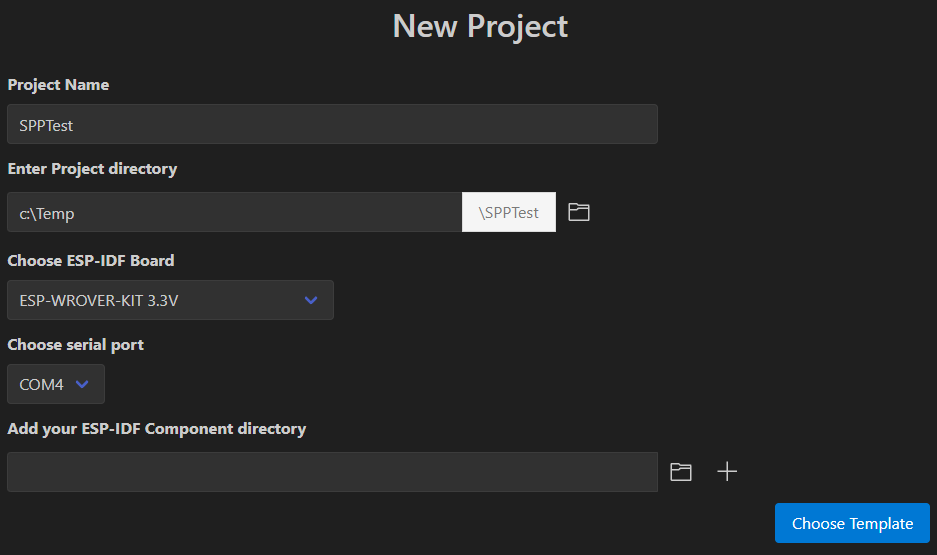 New Project
Project Name
SPPTest
Enter Project directory
c:\Temp \SPPTest
Choose ESP-IDF Board
ESP-WROVER-KIT 3.3V
Choose serial port
COM4
Add your ESP-IDF Component directory
Choose Template